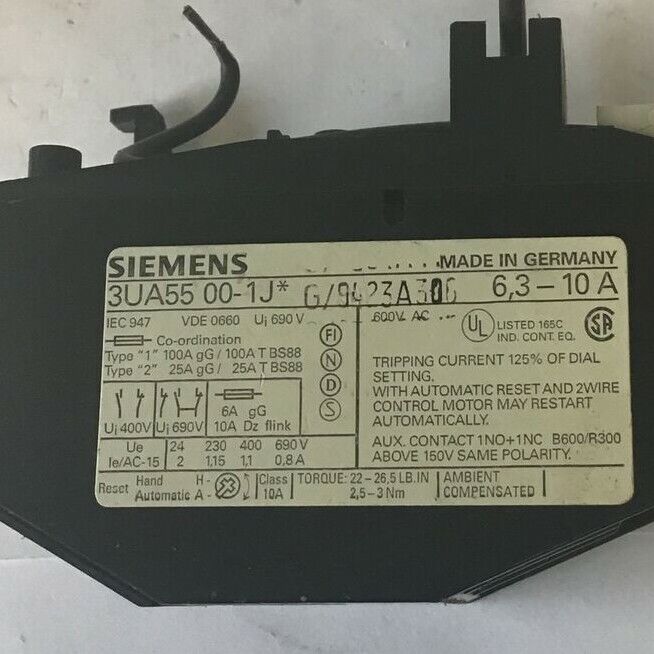 SIEMENS MADE IN GERMANY
3UA55 00-1J* G/9423A306 6,3 – 10 A
IEC 947 VDE 0660 Ui 690 V
Co-ordination
Type "1" 100A gG / 100A T BS88
Type "2" 25A gG / 25A T BS88
FI
N
D
S
Ui 400V Ui 690V
6A gG
10A Dz flink
Ue 24 230 400 690V
Ie/AC-15 2 1,15 1,1 0,8 A
600V AC
UL LISTED 165C
IND. CONT. EQ.
SA
TRIPPING CURRENT 125% OF DIAL
SETTING.
WITH AUTOMATIC RESET AND 2WIRE
CONTROL MOTOR MAY RESTART
AUTOMATICALLY.
AUX. CONTACT 1NO+1NC B600/R300
ABOVE 150V SAME POLARITY.
Reset Hand H -
Automatic A -
Class
10A
TORQUE: 22 – 26,5 LB.IN
2,5 – 3 Nm
AMBIENT
COMPENSATED